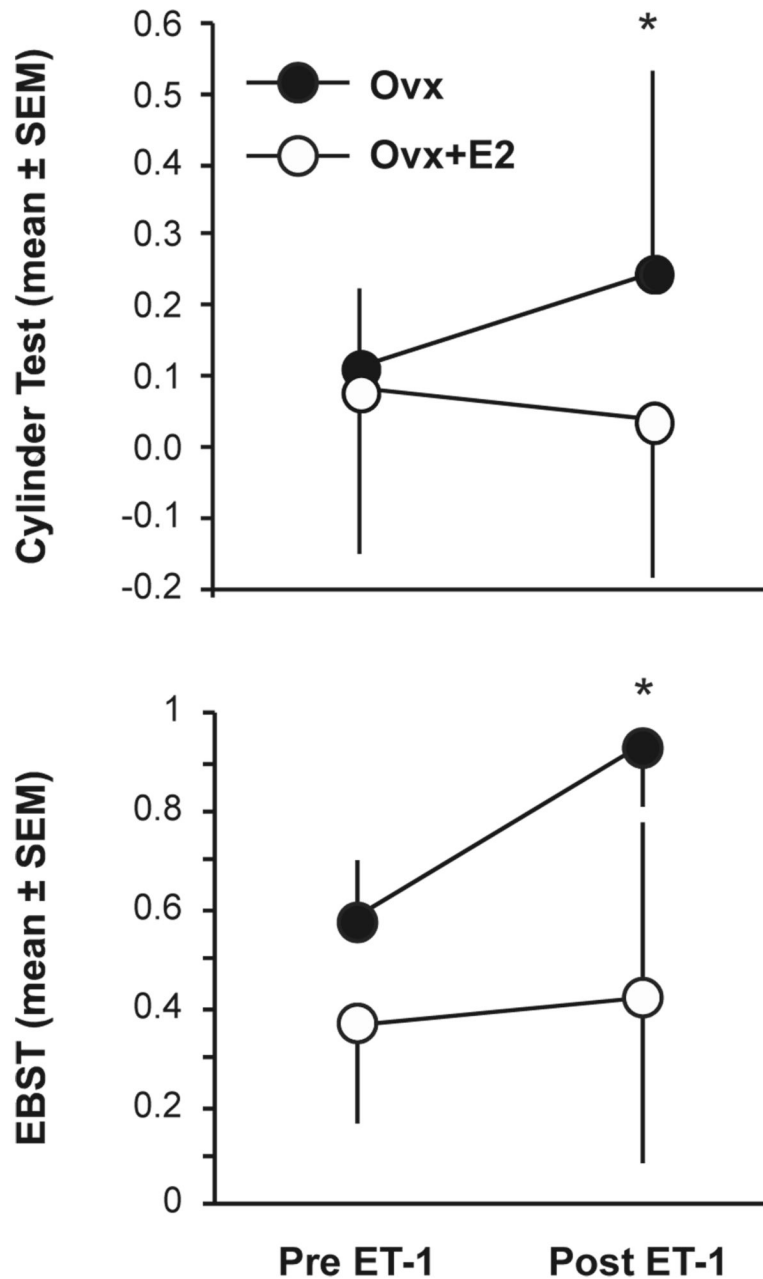 Cylinder Test (mean ± SEM)
0.6
0.5
0.4
0.3
0.2
0.1
0.0
-0.1
-0.2
Ovx
Ovx+E2
*
EBST (mean ± SEM)
1
0.8
0.6
0.4
0.2
0
*
Pre ET-1
Post ET-1